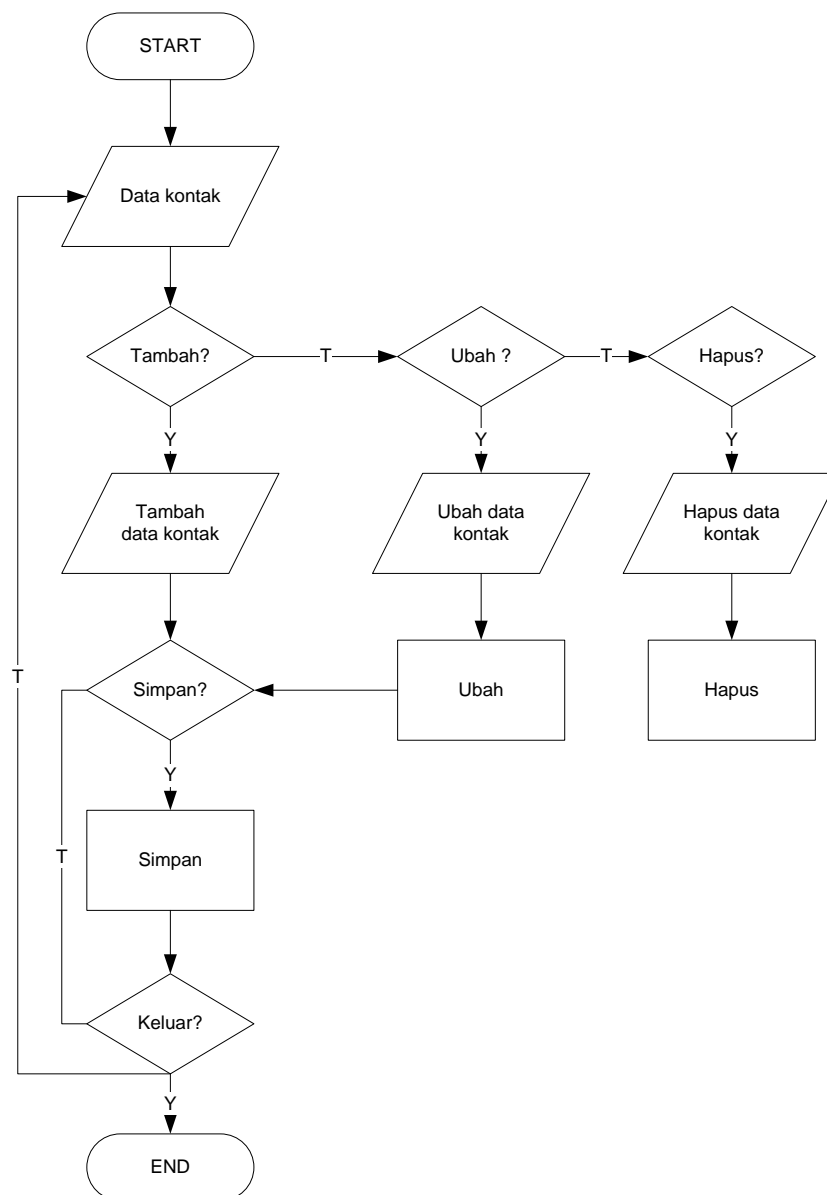 START
Data kontak
Tambah?
T
Ubah ?
T
Hapus?
Y
Y
Y
Tambah
data kontak
Ubah data
kontak
Hapus data
kontak
T
Simpan?
Ubah
Hapus
Y
T
Simpan
Keluar?
Y
END